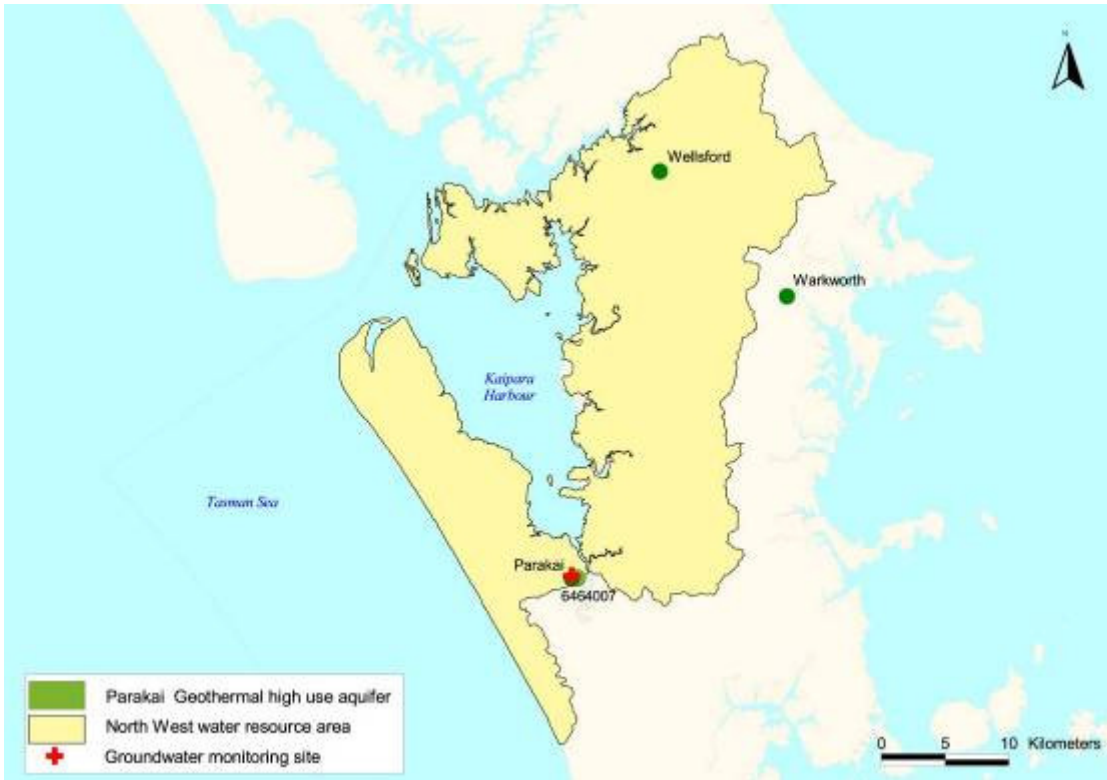 N
Wellsford
Warkworth
Kaipara
Harbour
Tasman Sea
Parakai
6464007
Parakai Geothermal high use aquifer
North West water resource area
Groundwater monitoring site
0 5 10 Kilometers